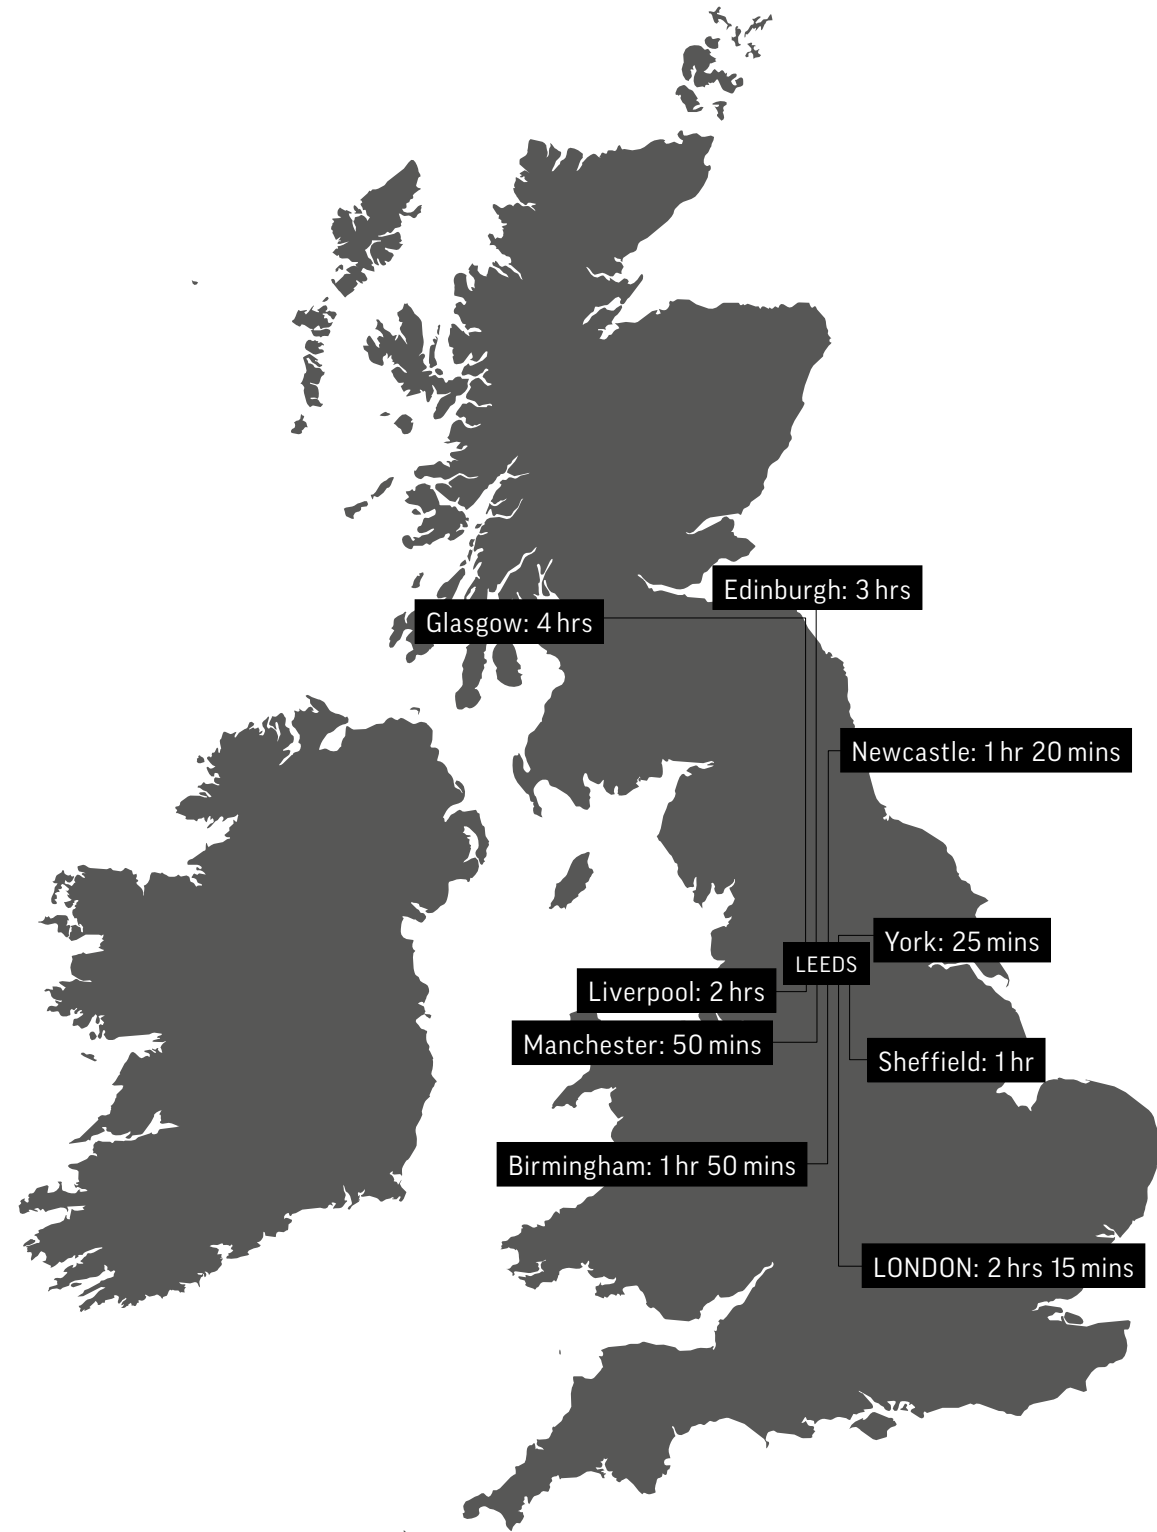 Edinburgh: 3 hrs
Glasgow: 4 hrs
Newcastle: 1 hr 20 mins
York: 25 mins
LEEDS
Liverpool: 2 hrs
Manchester: 50 mins
Sheffield: 1 hr
Birmingham: 1 hr 50 mins
LONDON: 2 hrs 15 mins